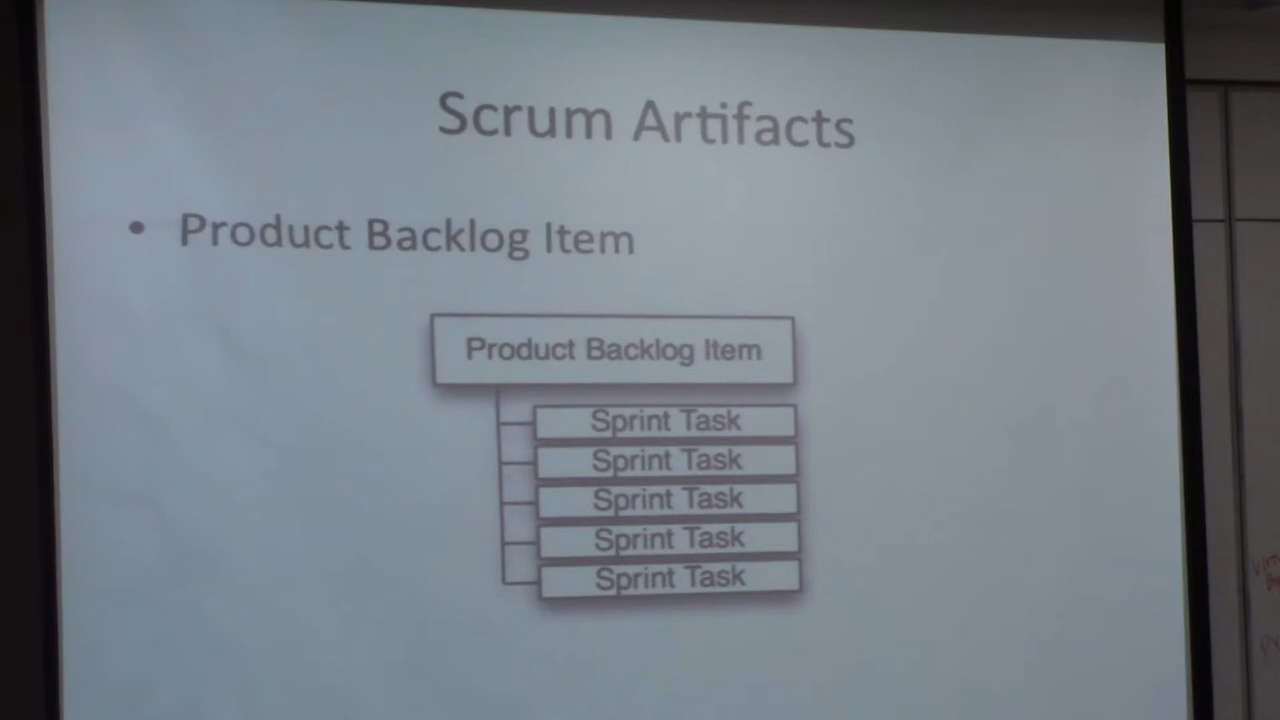 Scrum Artifacts
• Product Backlog Item
Product Backlog Item
Sprint Task
Sprint Task
Sprint Task
Sprint Task
Sprint Task